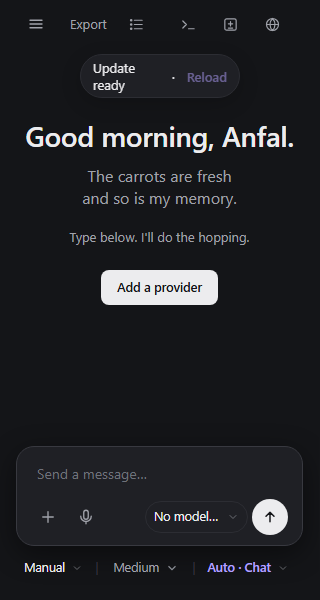 Export
Update
ready
· Reload
Good morning, Anfal.
The carrots are fresh
and so is my memory.
Type below. I'll do the hopping.
Add a provider
Send a message...
No model...
Manual Medium Auto · Chat